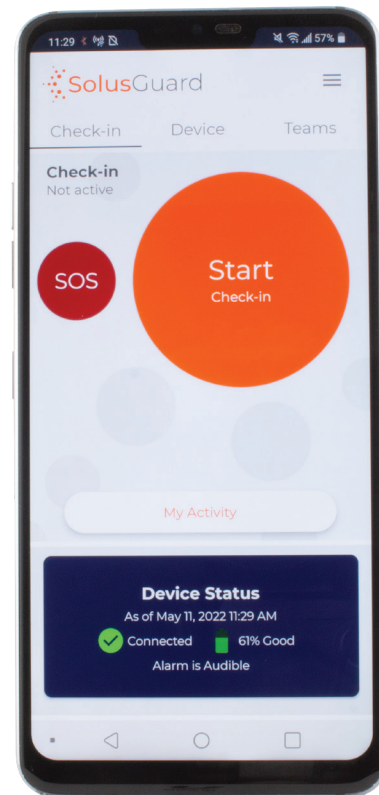 11:29
57%
SolusGuard
Check-in Device Teams
Check-in
Not active
SOS
Start
Check-in
My Activity
Device Status
As of May 11, 2022 11:29 AM
Connected 61% Good
Alarm is Audible